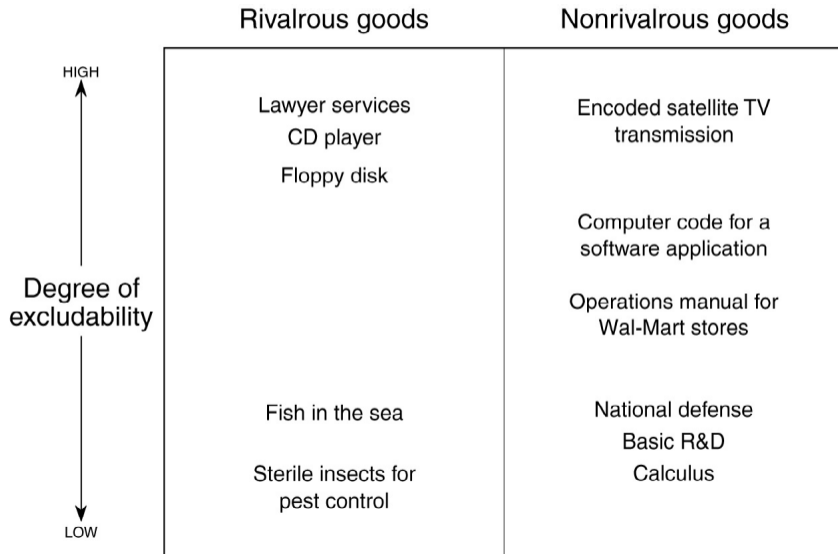 Rivalrous goods
Nonrivalrous goods
HIGH
Lawyer services
CD player
Floppy disk
Encoded satellite TV
transmission
Computer code for a
software application
Degree of
excludability
Operations manual for
Wal-Mart stores
Fish in the sea
Sterile insects for
pest control
National defense
Basic R&D
Calculus
LOW